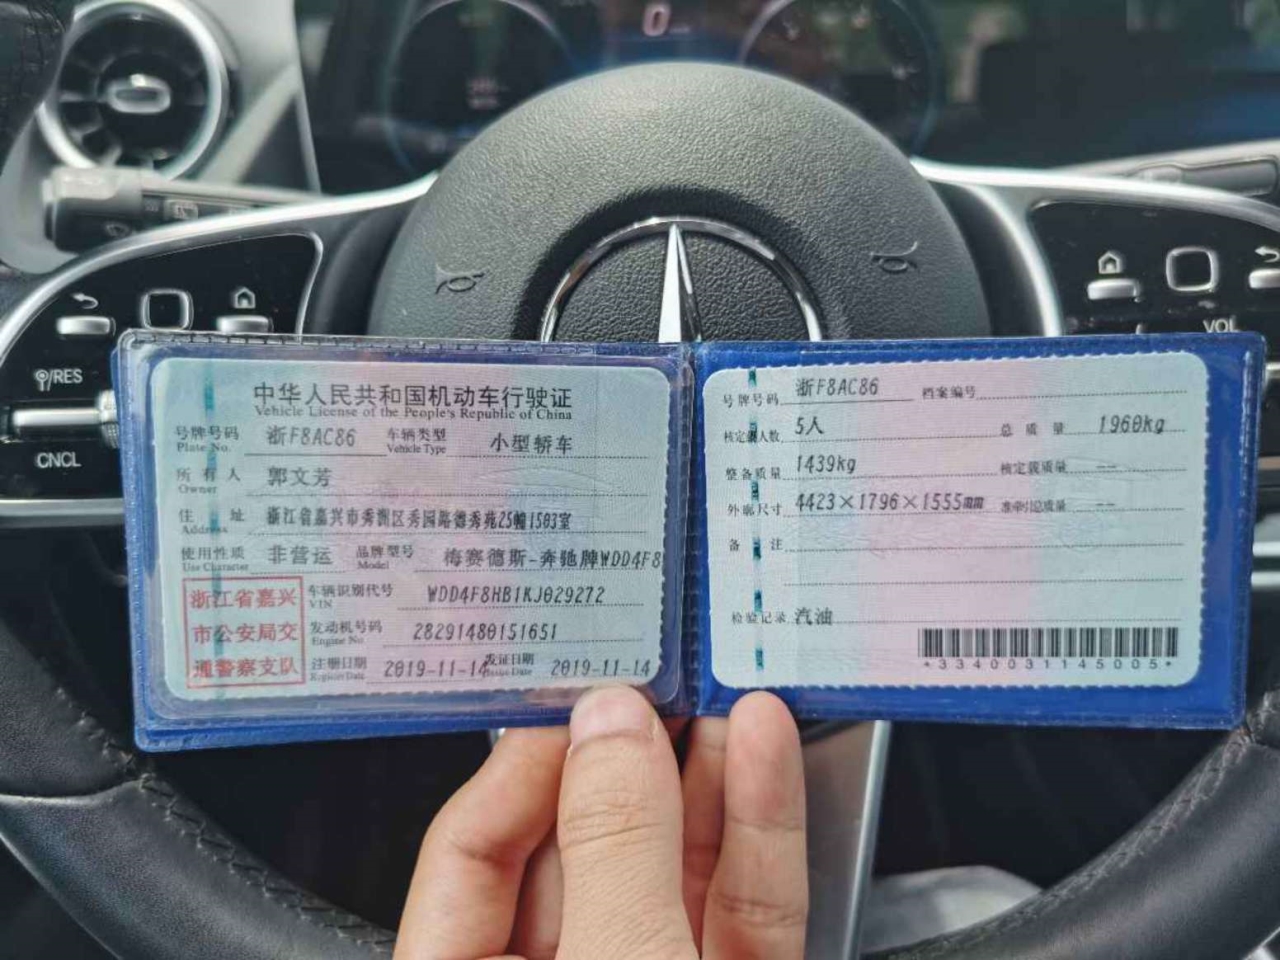 0
/RES
CNCL
VOL
中华人民共和国机动车行驶证
Vehicle License of the People's Republic of China
号牌号码 浙F8AC86 车辆类型 小型轿车
Plate No. Vehicle Type
所有人 郭文芳
Owner
住址 浙江省嘉兴市秀洲区秀园路德秀苑25幢1503室
Address
使用性质 非营运 品牌型号 梅赛德斯-奔驰牌WDD4F8
Use Character Model
浙江省嘉兴
市公安局交
通警察支队
车辆识别代号 WDD4F8HB1KJ029272
VIN
发动机号码 28291480151651
Engine No.
注册日期 2019-11-14 发证日期 2019-11-14
Register Date Issue Date
号牌号码 浙F8AC86 档案编号
核定载人数 5人 总质量 1960kg
整备质量 1439kg 核定载质量 --
外廓尺寸 4423×1796×1555mm 准牵引总质量 --
备注
检验记录 汽油
*3340031145005*